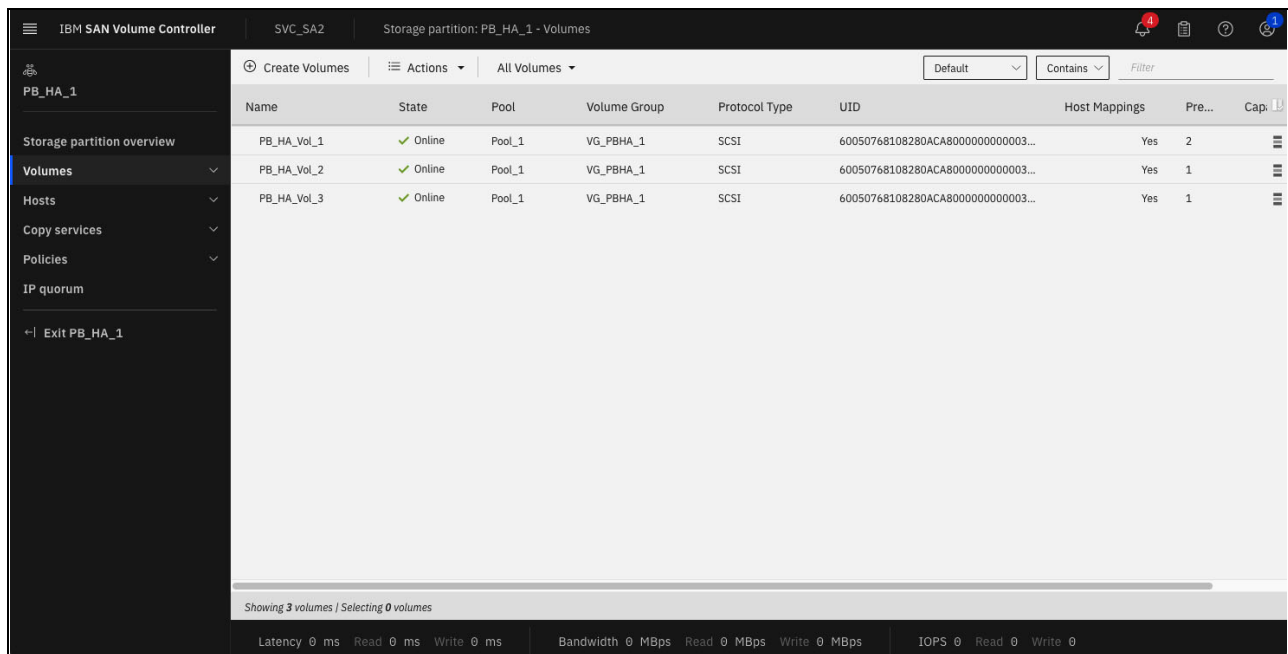 IBM SAN Volume Controller SVC_SA2 Storage partition: PB_HA_1 - Volumes 4 1
PB_HA_1
Create Volumes Actions All Volumes Default Contains Filter
Name State Pool Volume Group Protocol Type UID Host Mappings Pre... Capa
PB_HA_Vol_1 Online Pool_1 VG_PBHA_1 SCSI 60050768108280ACA8000000000003... Yes 2
PB_HA_Vol_2 Online Pool_1 VG_PBHA_1 SCSI 60050768108280ACA8000000000003... Yes 1
PB_HA_Vol_3 Online Pool_1 VG_PBHA_1 SCSI 60050768108280ACA8000000000003... Yes 1
Storage partition overview
Volumes
Hosts
Copy services
Policies
IP quorum
Exit PB_HA_1
Showing 3 volumes | Selecting 0 volumes
Latency 0 ms Read 0 ms Write 0 ms Bandwidth 0 MBps Read 0 MBps Write 0 MBps IOPS 0 Read 0 Write 0